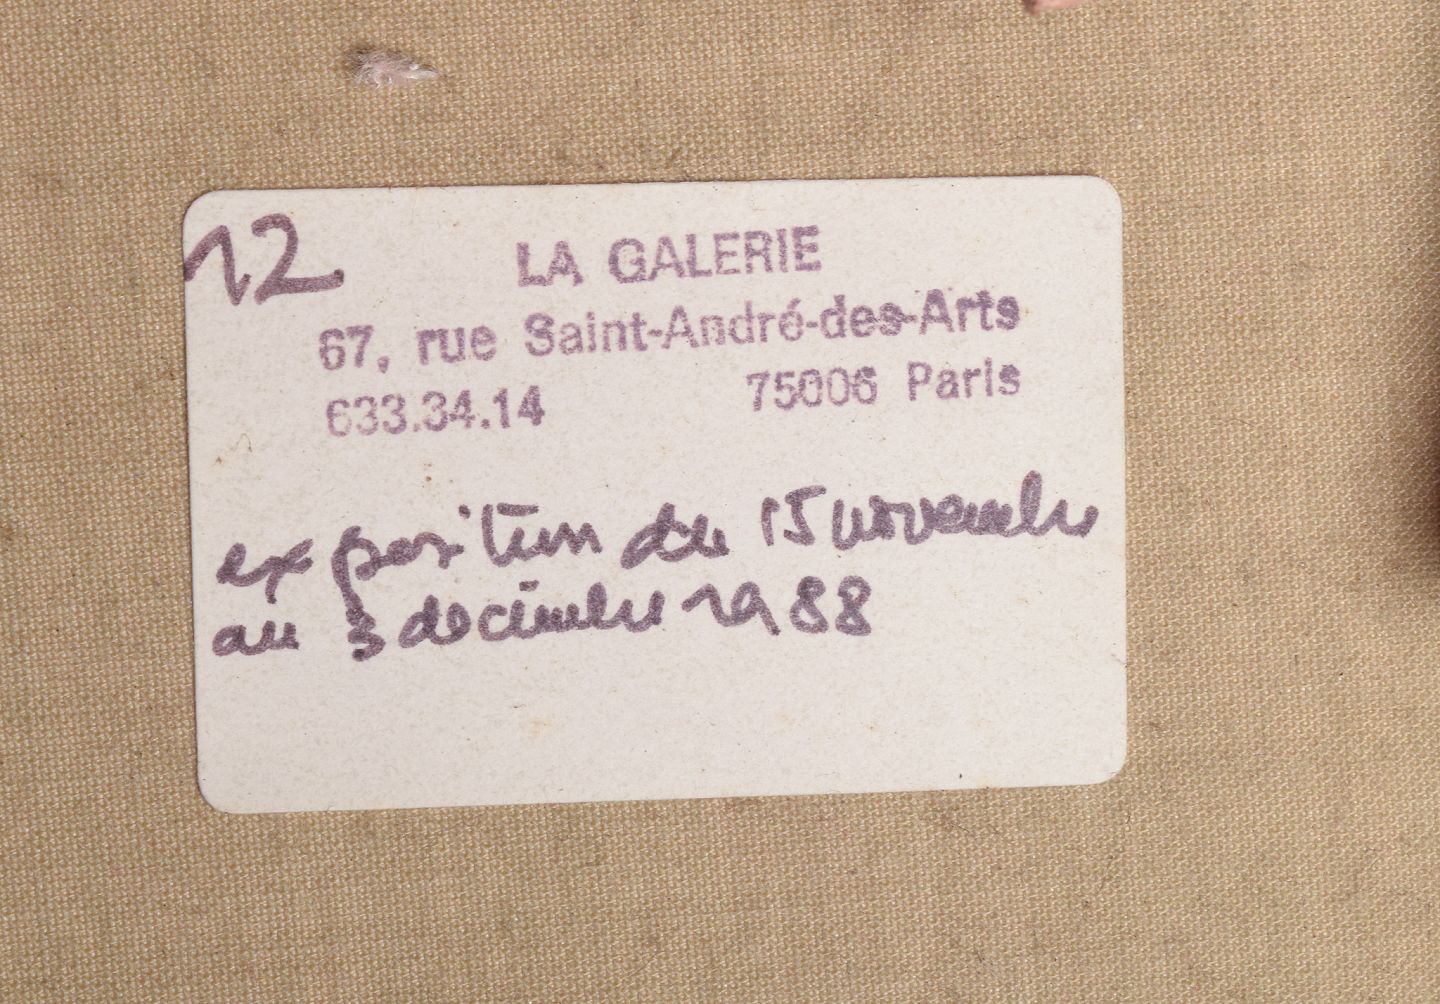 12
LA GALERIE
67, rue Saint-André-des-Arts
633.34.14 75006 Paris
exposition du 15 novembre
au 3 decembre 1988